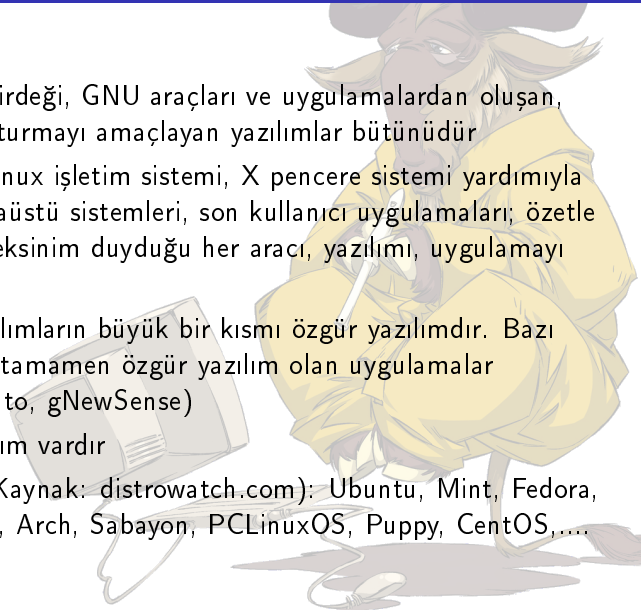 irdeği, GNU araçları ve uygulamalardan oluşan,
turmayı amaçlayan yazılımlar bütünüdür
nux işletim sistemi, X pencere sistemi yardımıyla
aüstü sistemleri, son kullanıcı uygulamaları; özetle
eksinim duyduğu her aracı, yazılımı, uygulamayı
lımların büyük bir kısmı özgür yazılımdır. Bazı
tamamen özgür yazılım olan uygulamalar
to, gNewSense)
ım vardır
Kaynak: distrowatch.com): Ubuntu, Mint, Fedora,
, Arch, Sabayon, PCLinuxOS, Puppy, CentOS,....